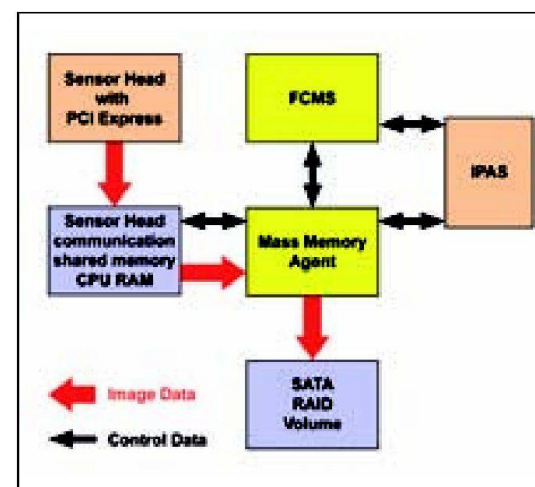 Sensor Head
with
PCI Express
FCMS
IPAS
Sensor Head
communication
shared memory
CPU RAM
Mass Memory
Agent
SATA
RAID
Volume
Image Data
Control Data